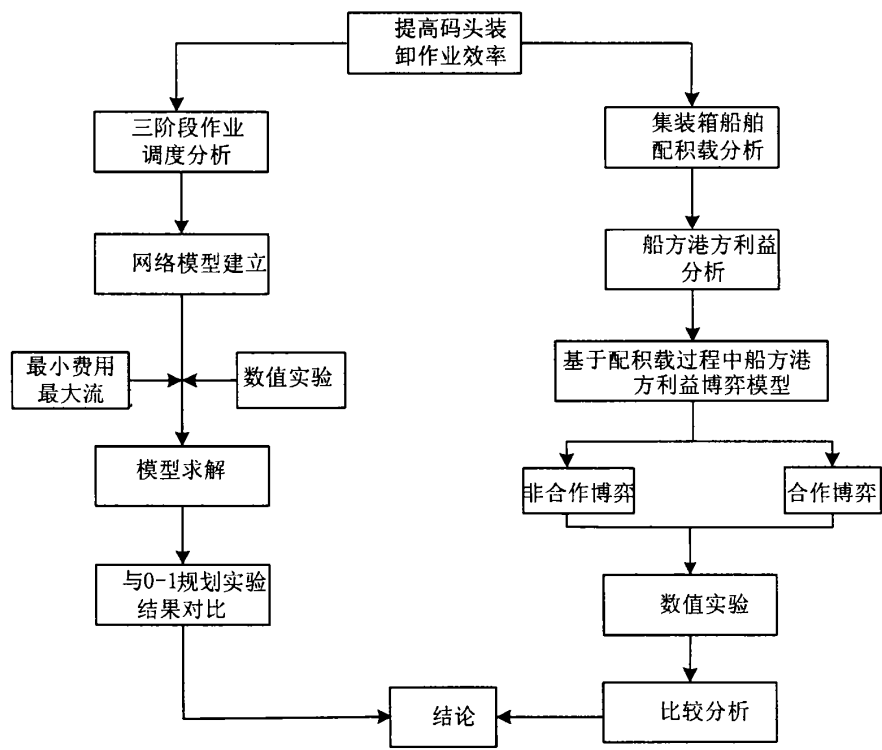 提高码头装
卸作业效率
三阶段作业
调度分析
集装箱船舶
配积载分析
网络模型建立
船方港方利益
分析
最小费用
最大流
数值实验
基于配积载过程中船方港
方利益博弈模型
模型求解
非合作博弈
合作博弈
与0-1规划实验
结果对比
数值实验
结论
比较分析